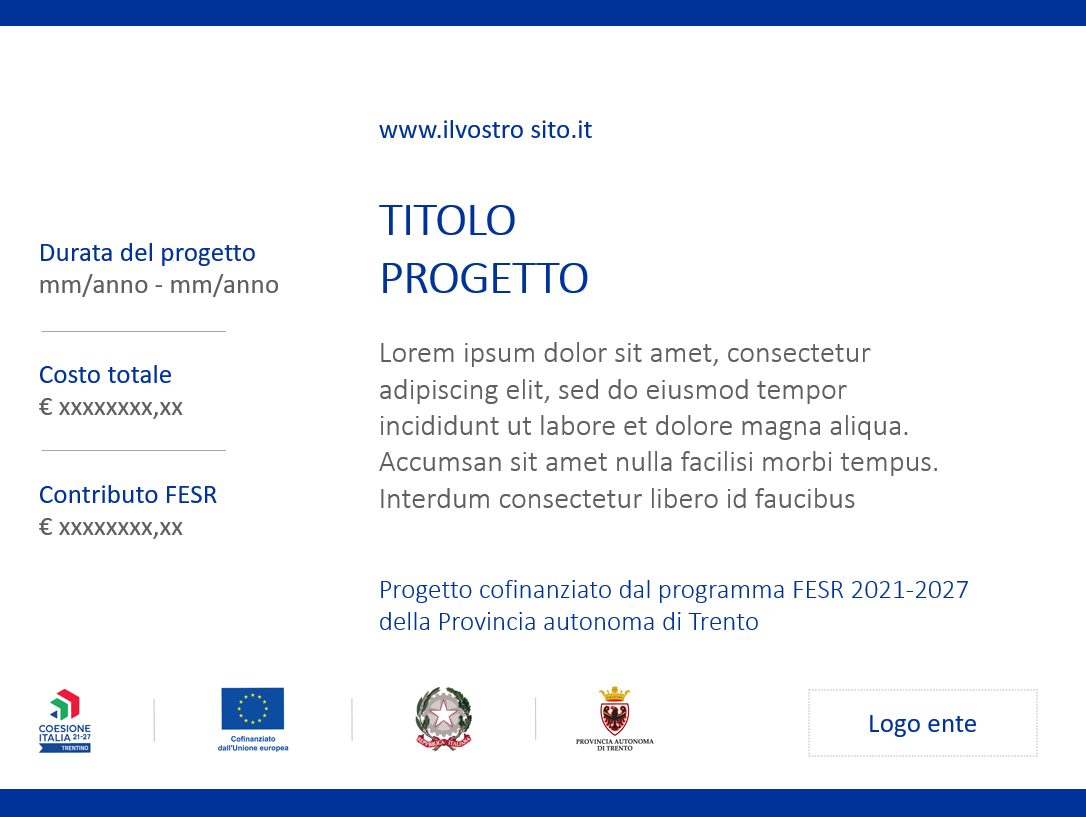 www.ilvostro sito.it
TITOLO
PROGETTO
Durata del progetto
mm/anno - mm/anno
Costo totale
€ xxxxxxxx,xx
Contributo FESR
€ xxxxxxxx,xx
Lorem ipsum dolor sit amet, consectetur
adipiscing elit, sed do eiusmod tempor
incididunt ut labore et dolore magna aliqua.
Accumsan sit amet nulla facilisi morbi tempus.
Interdum consectetur libero id faucibus
Progetto cofinanziato dal programma FESR 2021-2027
della Provincia autonoma di Trento
COESIONE
ITALIA 21-27
TRENTINO
Cofinanziato
dall'Unione europea
REPUBBLICA ITALIANA
PROVINCIA AUTONOMA
DI TRENTO
Logo ente